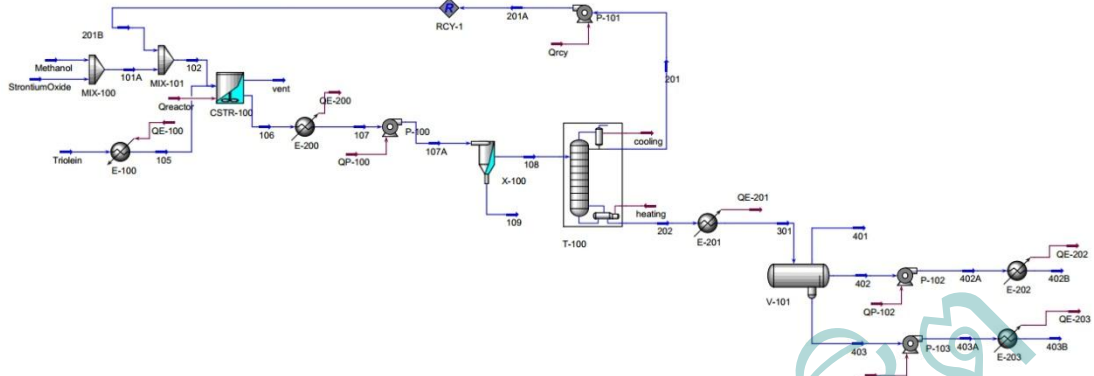 201A
P-101
RCY-1
201B
Qrcy
Methanol
102
StrontiumOxide
101A
MIX-101
MIX-100
vent
201
Qreactor
CSTR-100
QE-200
QE-100
106
107
P-100
E-200
107A
cooling
Triolein
105
E-100
QP-100
108
X-100
109
heating
QE-201
202
301
T-100
E-201
401
QE-202
402
P-102
402A
402B
V-101
E-202
QP-102
QE-203
403
P-103
403A
403B
E-203